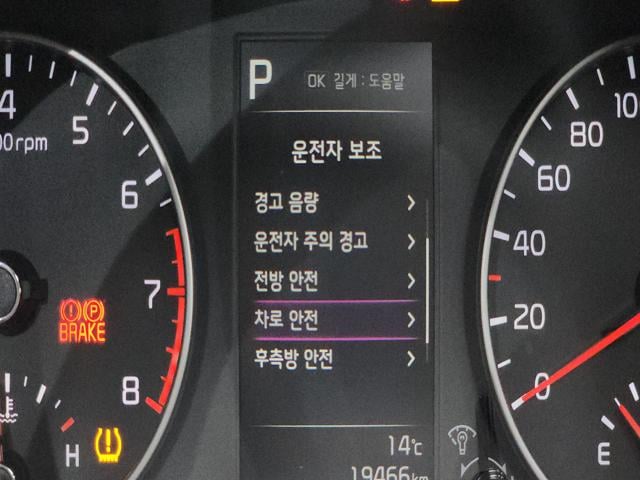 P
OK 길게 : 도움말
운전자 보조
경고 음량
운전자 주의 경고
전방 안전
차로 안전
후측방 안전
14℃
19466km
4
5
6
7
8
00rpm
BRAKE
H
10
80
60
40
20
0
E